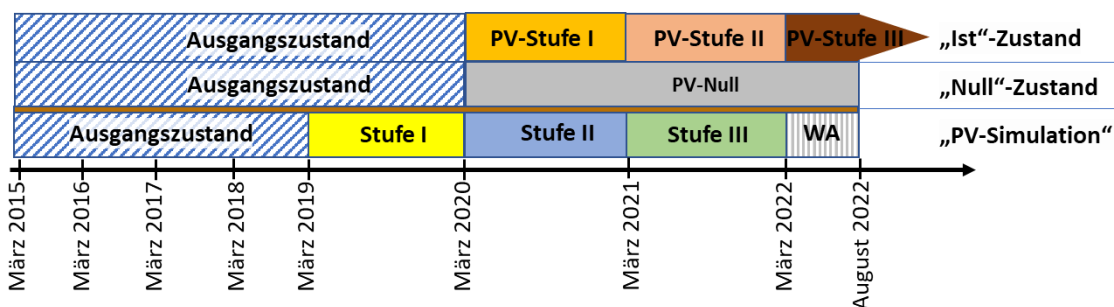 Ausgangszustand PV-Stufe I PV-Stufe II PV-Stufe III „Ist“-Zustand
Ausgangszustand PV-Null „Null“-Zustand
Ausgangszustand Stufe I Stufe II Stufe III WA „PV-Simulation“
März 2015
März 2016
März 2017
März 2018
März 2019
März 2020
März 2021
März 2022
August 2022